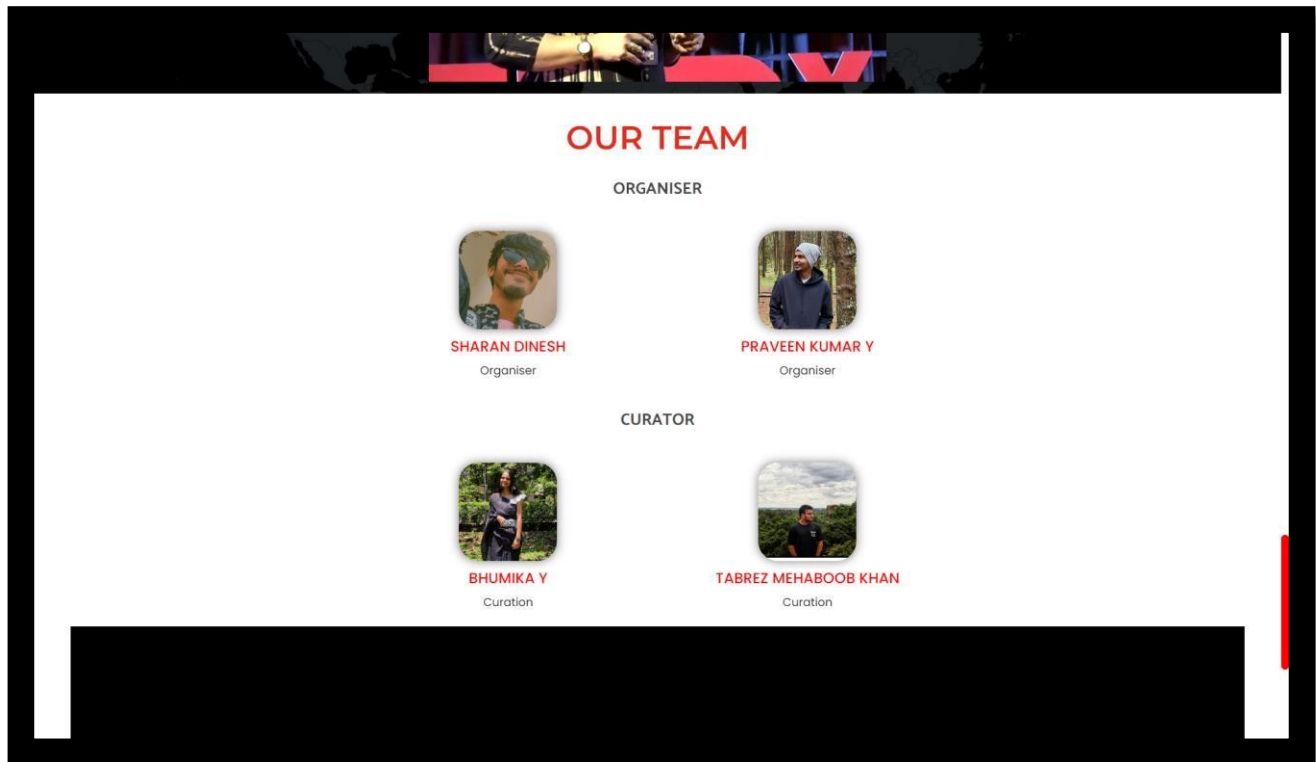 OUR TEAM
ORGANISER
SHARAN DINESH
Organiser
PRAVEEN KUMAR Y
Organiser
CURATOR
BHUMIKA Y
Curation
TABREZ MEHABOOB KHAN
Curation